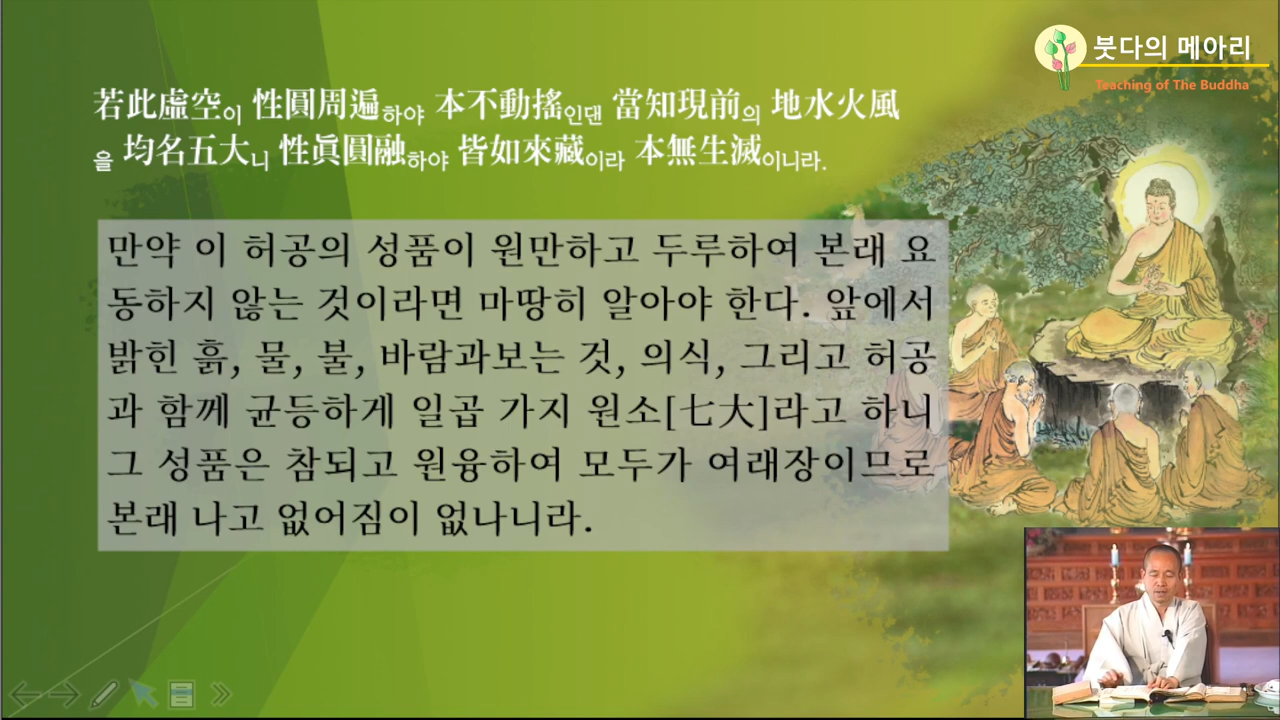 붓다의 메아리
Teaching of The Buddha
若此虛空이 性圓周遍하야 本不動搖인댄 當知現前의 地水火風
을 均名五大니 性眞圓融하야 皆如來藏이라 本無生滅이니라.
만약 이 허공의 성품이 원만하고 두루하여 본래 요
동하지 않는 것이라면 마땅히 알아야 한다. 앞에서
밝힌 흙, 물, 불, 바람과보는 것, 의식, 그리고 허공
과 함께 균등하게 일곱 가지 원소[七大]라고 하니
그 성품은 참되고 원융하여 모두가 여래장이므로
본래 나고 없어짐이 없나니라.